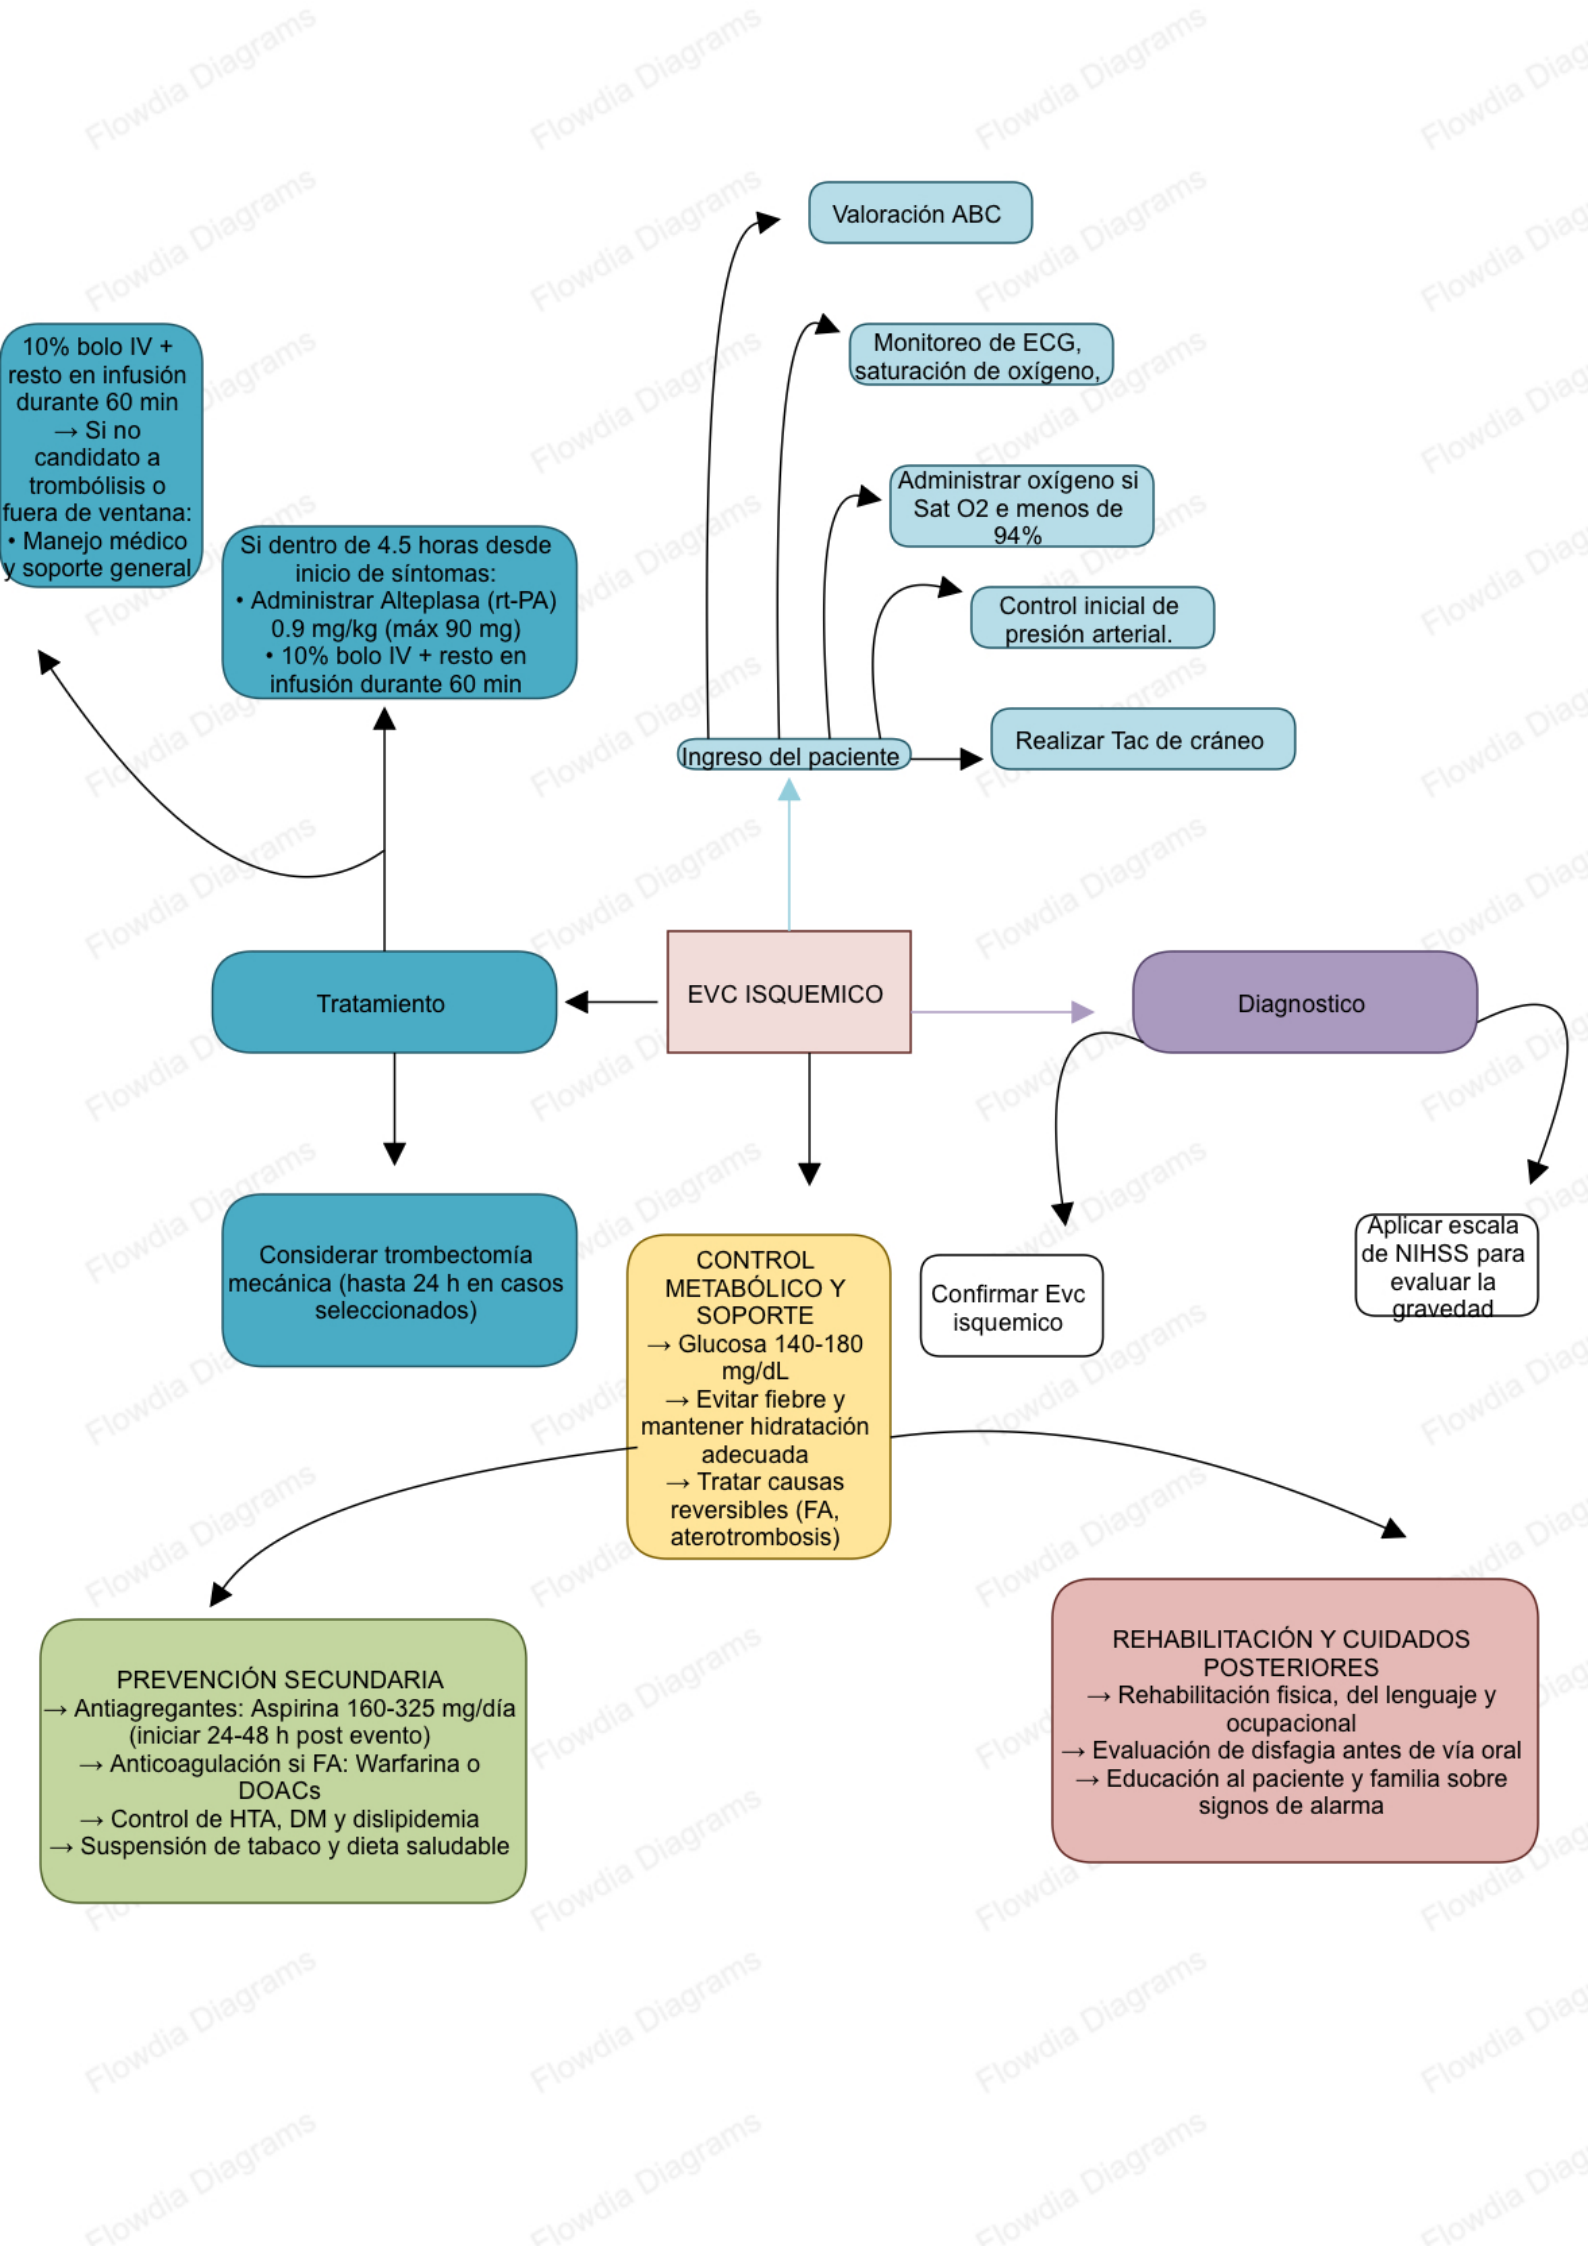 Valoración ABC
Monitoreo de ECG,
saturación de oxígeno,
Administrar oxígeno si
Sat O2 e menos de
94%
Control inicial de
presión arterial.
Realizar Tac de cráneo
Ingreso del paciente
10% bolo IV +
resto en infusión
durante 60 min
→ Si no
candidato a
trombólisis o
fuera de ventana:
• Manejo médico
y soporte general
Si dentro de 4.5 horas desde
inicio de síntomas:
• Administrar Alteplasa (rt-PA)
0.9 mg/kg (máx 90 mg)
• 10% bolo IV + resto en
infusión durante 60 min
Tratamiento
EVC ISQUEMICO
Diagnostico
Considerar trombectomía
mecánica (hasta 24 h en casos
seleccionados)
CONTROL
METABÓLICO Y
SOPORTE
→ Glucosa 140-180
mg/dL
→ Evitar fiebre y
mantener hidratación
adecuada
→ Tratar causas
reversibles (FA,
aterotrombosis)
Confirmar Evc
isquemico
Aplicar escala
de NIHSS para
evaluar la
gravedad
PREVENCIÓN SECUNDARIA
→ Antiagregantes: Aspirina 160-325 mg/día
(iniciar 24-48 h post evento)
→ Anticoagulación si FA: Warfarina o
DOACs
→ Control de HTA, DM y dislipidemia
→ Suspensión de tabaco y dieta saludable
REHABILITACIÓN Y CUIDADOS
POSTERIORES
→ Rehabilitación fisica, del lenguaje y
ocupacional
→ Evaluación de disfagia antes de vía oral
→ Educación al paciente y familia sobre
signos de alarma
Flowdia Diagrams